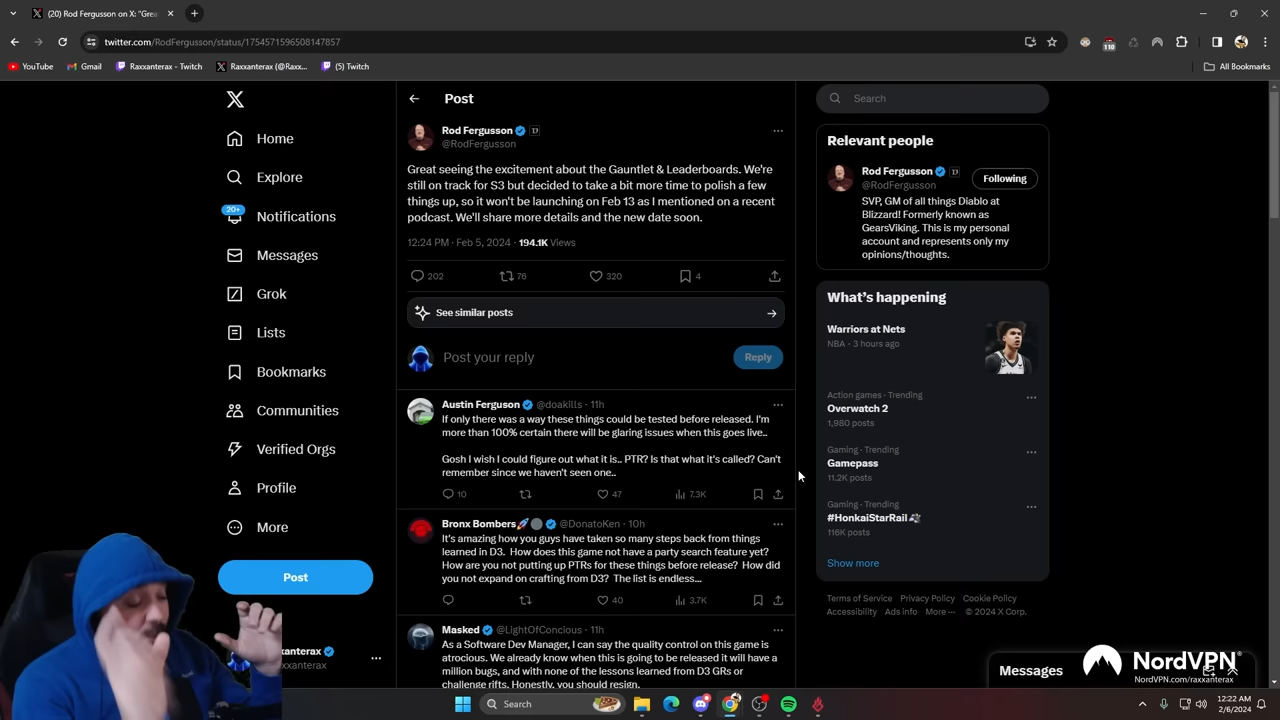 (20) Rod Fergusson on X: "Grea
twitter.com/RodFergusson/status/1754571596508147857
110
YouTube
Gmail
Raxxanterax - Twitch
Raxxanterax (@Raxx...
(5) Twitch
All Bookmarks
Home
Explore
20+
Notifications
Messages
Grok
Lists
Bookmarks
Communities
Verified Orgs
Profile
More
Post
xanterax
xxanterax
Post
Rod Fergusson
@RodFergusson
Great seeing the excitement about the Gauntlet & Leaderboards. We're
still on track for S3 but decided to take a bit more time to polish a few
things up, so it won't be launching on Feb 13 as I mentioned on a recent
podcast. We'll share more details and the new date soon.
12:24 PM · Feb 5, 2024 · 194.1K Views
202 76 320 4
See similar posts
Post your reply
Reply
Austin Ferguson @doakills · 11h
If only there was a way these things could be tested before released. I'm
more than 100% certain there will be glaring issues when this goes live..
Gosh I wish I could figure out what it is.. PTR? Is that what it's called? Can't
remember since we haven't seen one..
10 47 7.3K
Bronx Bombers @DonatoKen · 10h
It's amazing how you guys have taken so many steps back from things
learned in D3. How does this game not have a party search feature yet?
How are you not putting up PTRs for these things before release? How did
you not expand on crafting from D3? The list is endless...
40 3.7K
Masked @LightOfConcious · 11h
As a Software Dev Manager, I can say the quality control on this game is
atrocious. We already know when this is going to be released it will have a
million bugs, and with none of the lessons learned from D3 GRs or
challenge rifts. Honestly, you should resign.
Search
Relevant people
Rod Fergusson
@RodFergusson
Following
SVP, GM of all things Diablo at
Blizzard! Formerly known as
GearsViking. This is my personal
account and represents only my
opinions/thoughts.
What's happening
Warriors at Nets
NBA · 3 hours ago
Action games · Trending
Overwatch 2
1,980 posts
Gaming · Trending
Gamepass
11.2K posts
Gaming · Trending
#HonkaiStarRail
116K posts
Show more
Terms of Service Privacy Policy Cookie Policy
Accessibility Ads info More ··· © 2024 X Corp.
Messages
NordVPN®
NordVPN.com/raxxanterax
Search
12:22 AM
2/6/2024